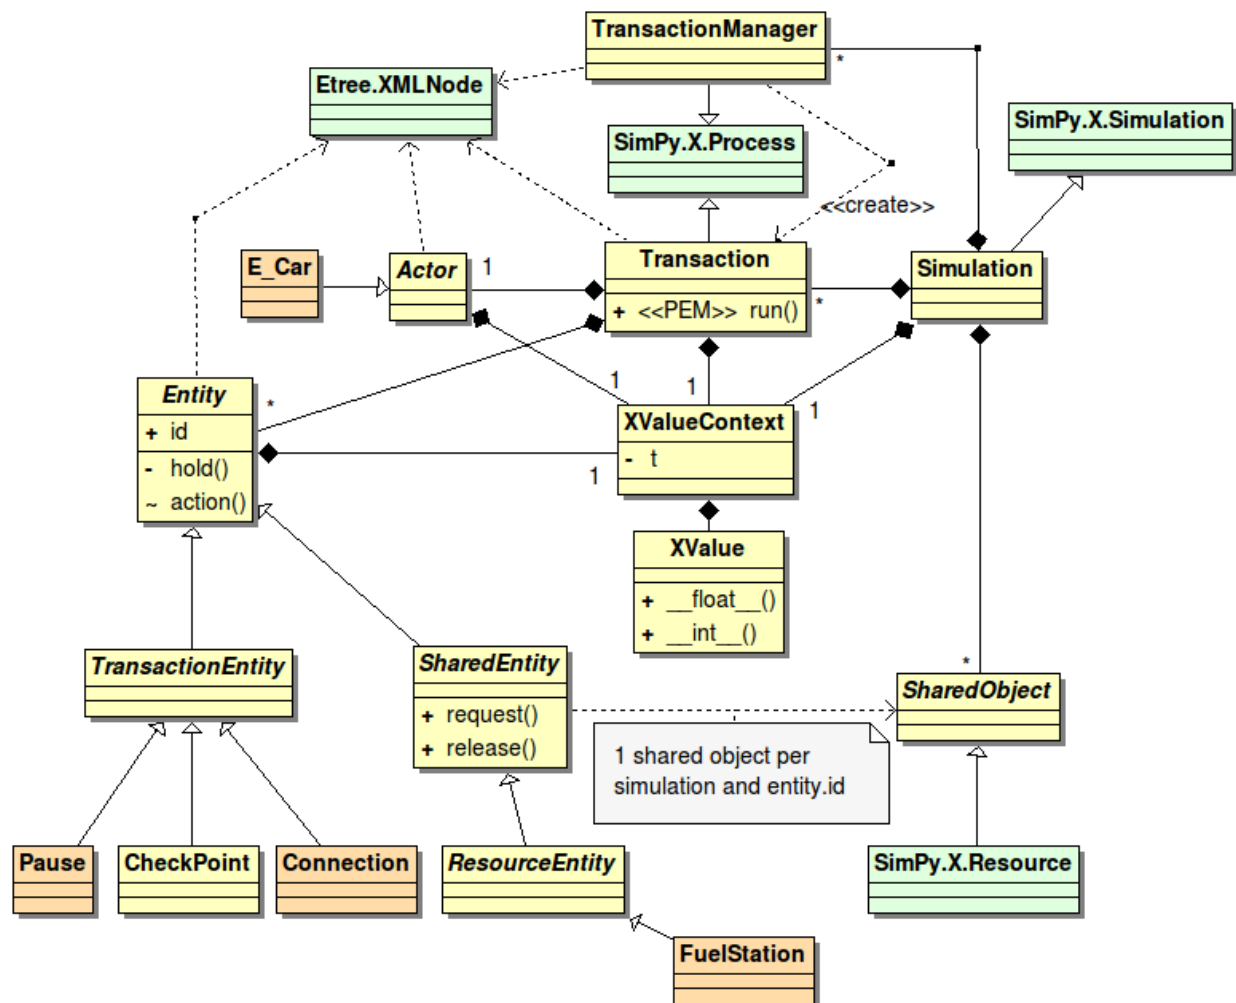 TransactionManager
*
Etree.XMLNode
SimPy.X.Simulation
SimPy.X.Process
<<create>>
E_Car
Actor
1
Transaction
+ <<PEM>> run()
*
Simulation
Entity
+ id
- hold()
~ action()
*
1
1
1
1
XValueContext
- t
XValue
+ __float__()
+ __int__()
TransactionEntity
SharedEntity
+ request()
+ release()
*
SharedObject
1 shared object per
simulation and entity.id
Pause
CheckPoint
Connection
ResourceEntity
SimPy.X.Resource
FuelStation